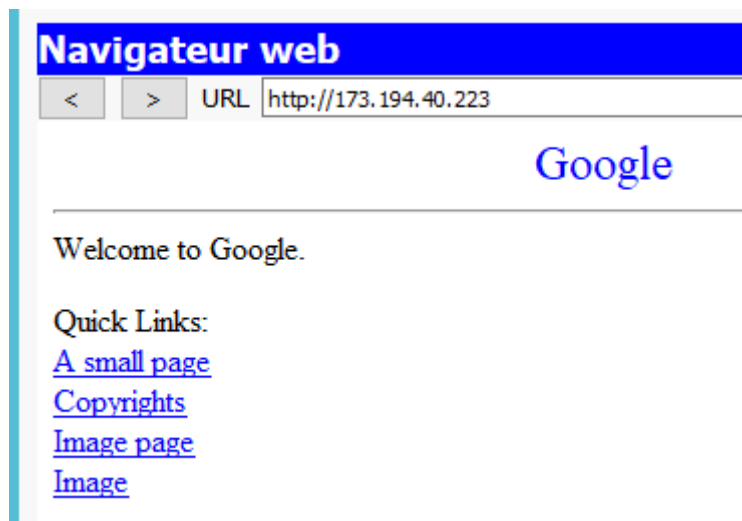 Navigateur web
< > URL http://173.194.40.223
Google
Welcome to Google.
Quick Links:
A small page
Copyrights
Image page
Image